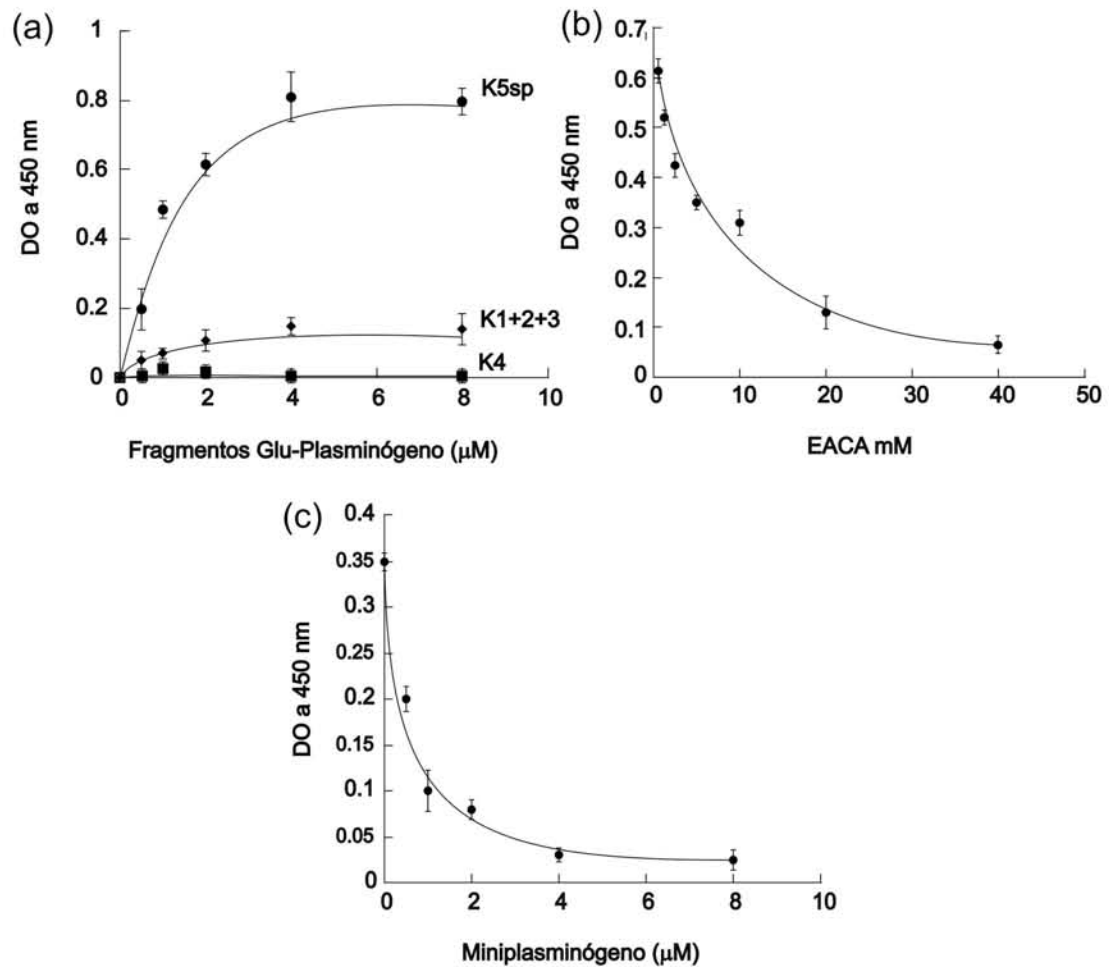 (a)
1
0.8
0.6
0.4
0.2
0
DO a 450 nm
K5sp
K1+2+3
K4
0 2 4 6 8 10
Fragmentos Glu-Plasminógeno (µM)
(b)
0.7
0.6
0.5
0.4
0.3
0.2
0.1
0
DO a 450 nm
0 10 20 30 40 50
EACA mM
(c)
0.4
0.35
0.3
0.25
0.2
0.15
0.1
0.05
0
DO a 450 nm
0 2 4 6 8 10
Miniplasminógeno (µM)